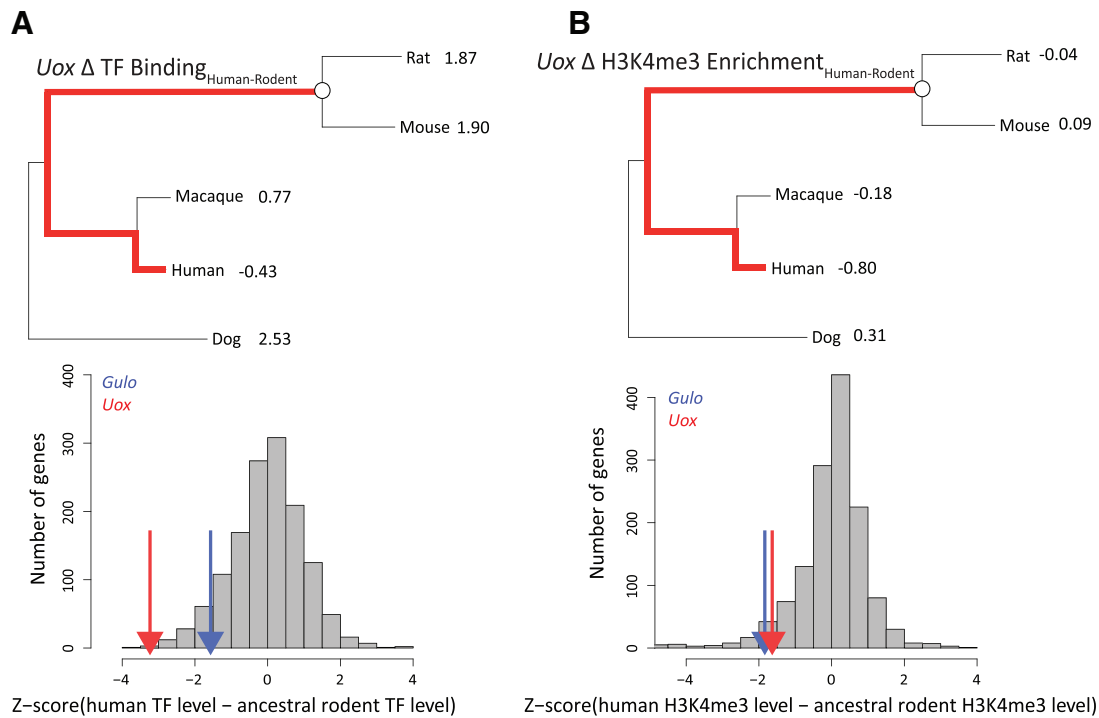 A
Uox Δ TF Binding Human-Rodent
Rat 1.87
Mouse 1.90
Macaque 0.77
Human -0.43
Dog 2.53
Gulo
Uox
Number of genes
400
300
200
100
0
−4 −2 0 2 4
Z-score(human TF level − ancestral rodent TF level)
B
Uox Δ H3K4me3 Enrichment Human-Rodent
Rat -0.04
Mouse 0.09
Macaque -0.18
Human -0.80
Dog 0.31
Gulo
Uox
Number of genes
400
300
200
100
0
−4 −2 0 2 4
Z-score(human H3K4me3 level − ancestral rodent H3K4me3 level)